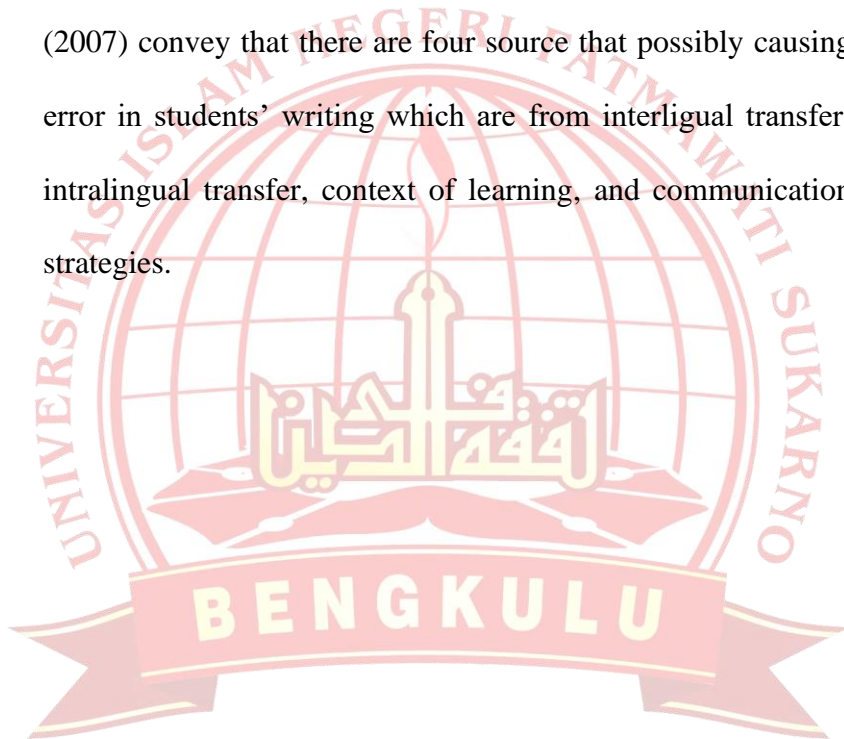 (2007) convey that there are four source that possibly causing
error in students’ writing which are from interligual transfer
intralingual transfer, context of learning, and communication
strategies.
UNIVERSITAS ISLAM NEGERI FATMAWATI SUKARNO
BENGKULU